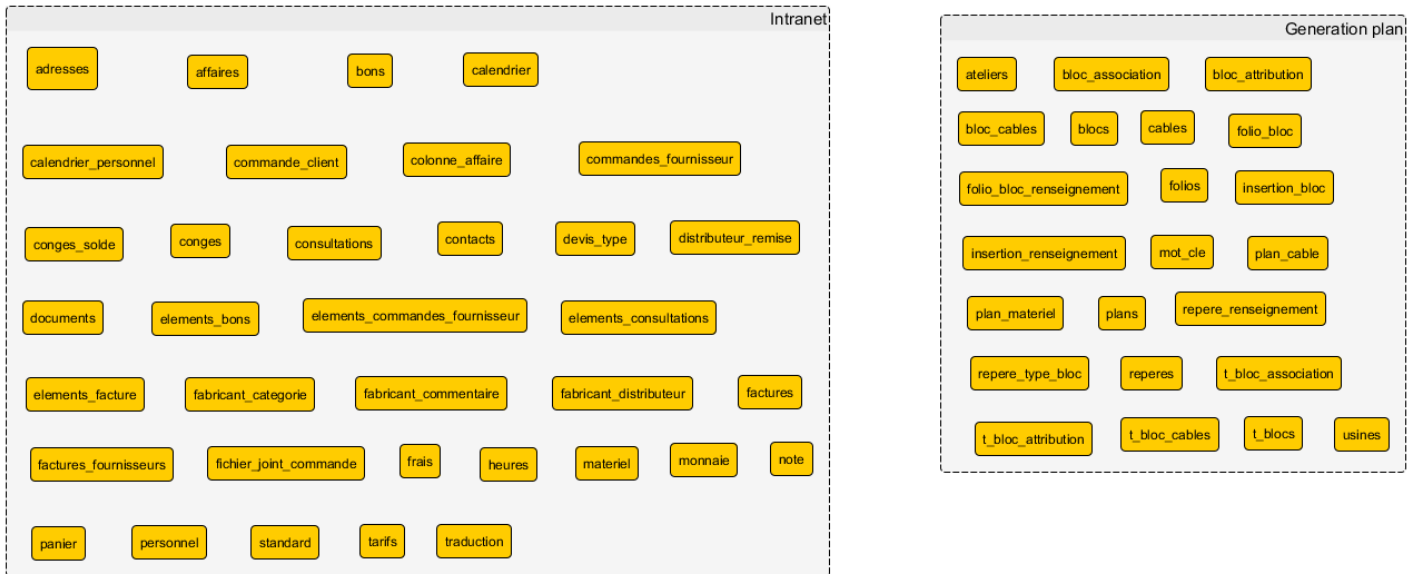 Intranet
adresses affaires bons calendrier
calendrier_personnel commande_client colonne_affaire commandes_fournisseur
conges_solde conges consultations contacts devis_type distributeur_remise
documents elements_bons elements_commandes_fournisseur elements_consultations
elements_facture fabricant_categorie fabricant_commentaire fabricant_distributeur factures
factures_fournisseurs fichier_joint_commande frais heures materiel monnaie note
panier personnel standard tarifs traduction
Generation plan
ateliers bloc_association bloc_attribution
bloc_cables blocs cables folio_bloc
folio_bloc_renseignement folios insertion_bloc
insertion_renseignement mot_cle plan_cable
plan_materiel plans repere_renseignement
repere_type_bloc reperes t_bloc_association
t_bloc_attribution t_bloc_cables t_blocs usines